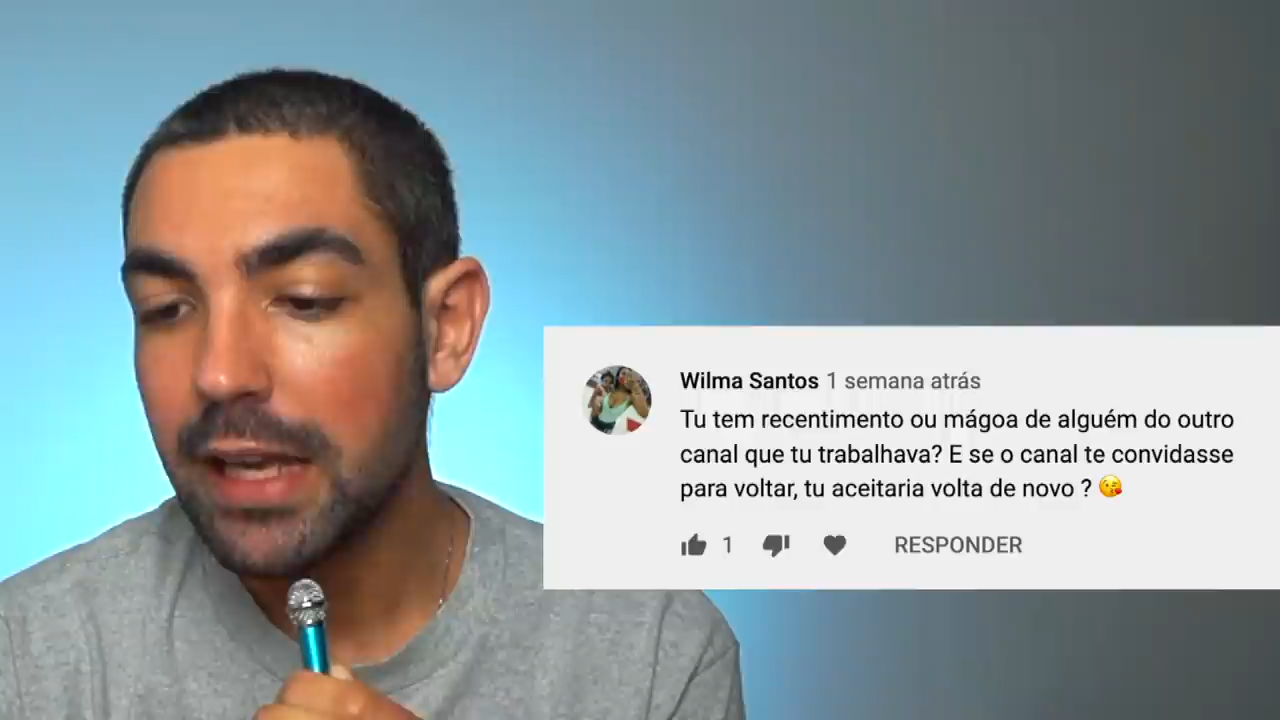 Wilma Santos 1 semana atrás
Tu tem recentimento ou mágoa de alguém do outro
canal que tu trabalhava? E se o canal te convidasse
para voltar, tu aceitaria volta de novo ? 😘
1 RESPONDER